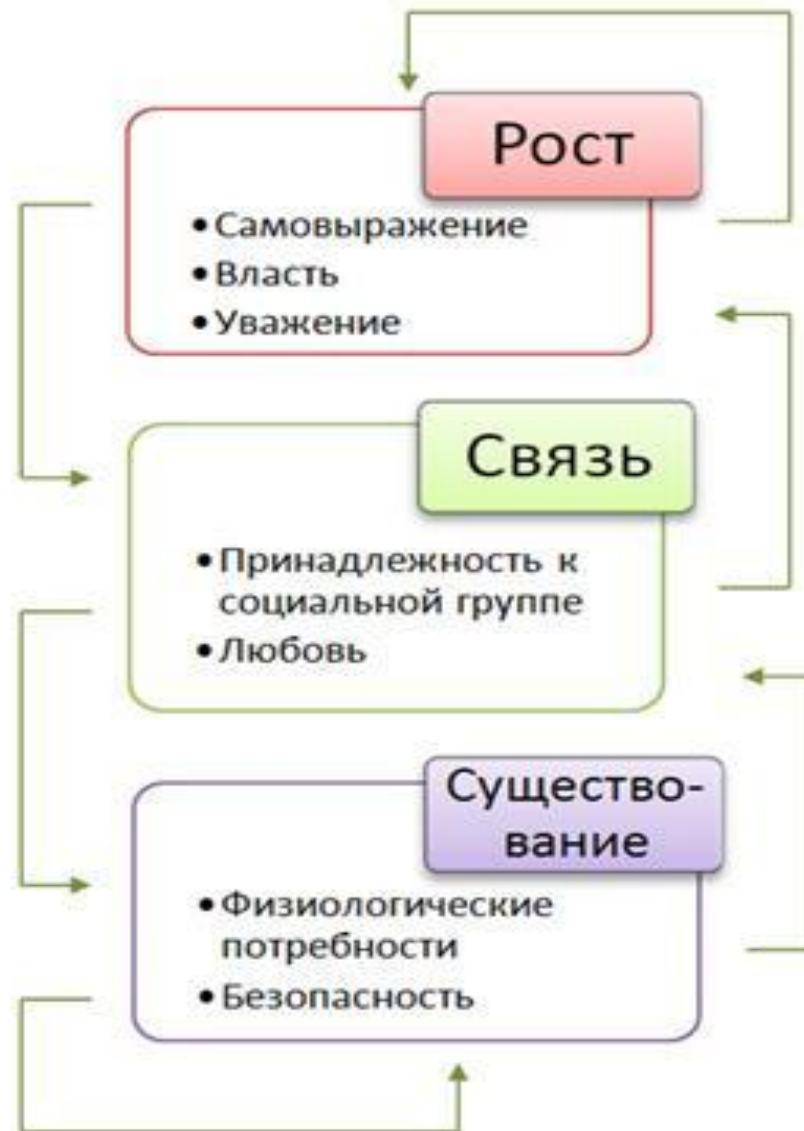 Рост
• Самовыражение
• Власть
• Уважение
Связь
• Принадлежность к
социальной группе
• Любовь
Существо-
вание
• Физиологические
потребности
• Безопасность